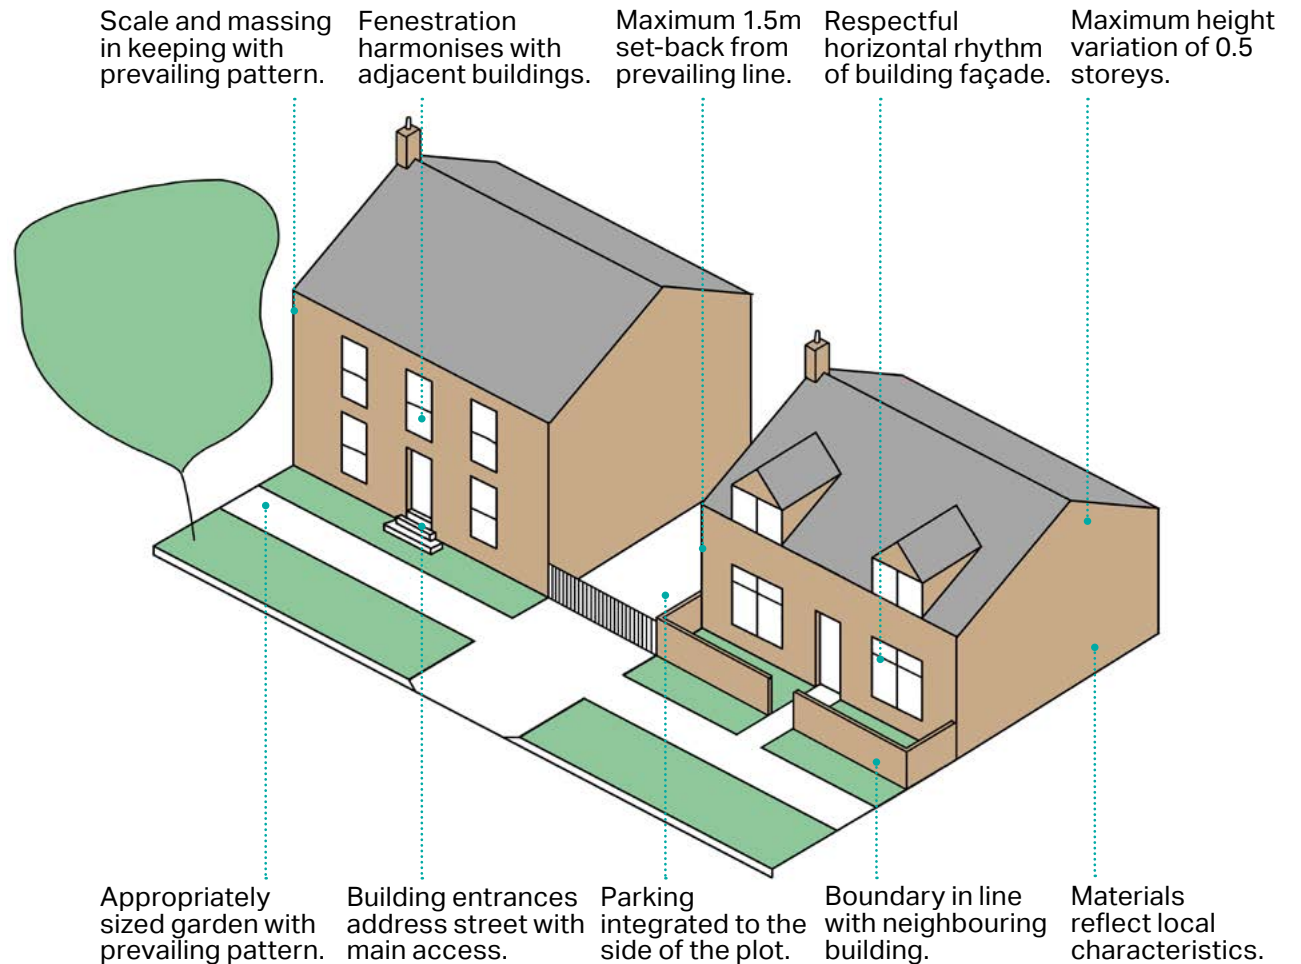 Scale and massing
in keeping with
prevailing pattern.
Fenestration
harmonises with
adjacent buildings.
Maximum 1.5m
set-back from
prevailing line.
Respectful
horizontal rhythm
of building façade.
Maximum height
variation of 0.5
storeys.
Appropriately
sized garden with
prevailing pattern.
Building entrances
address street with
main access.
Parking
integrated to the
side of the plot.
Boundary in line
with neighbouring
building.
Materials
reflect local
characteristics.